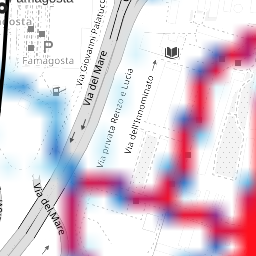 Famagosta
P
Famagosta
Via Giovanni Palatucci
Via del Mare
Via privata Renzo e Lucia
Via dell'Innominato
Via del Mare